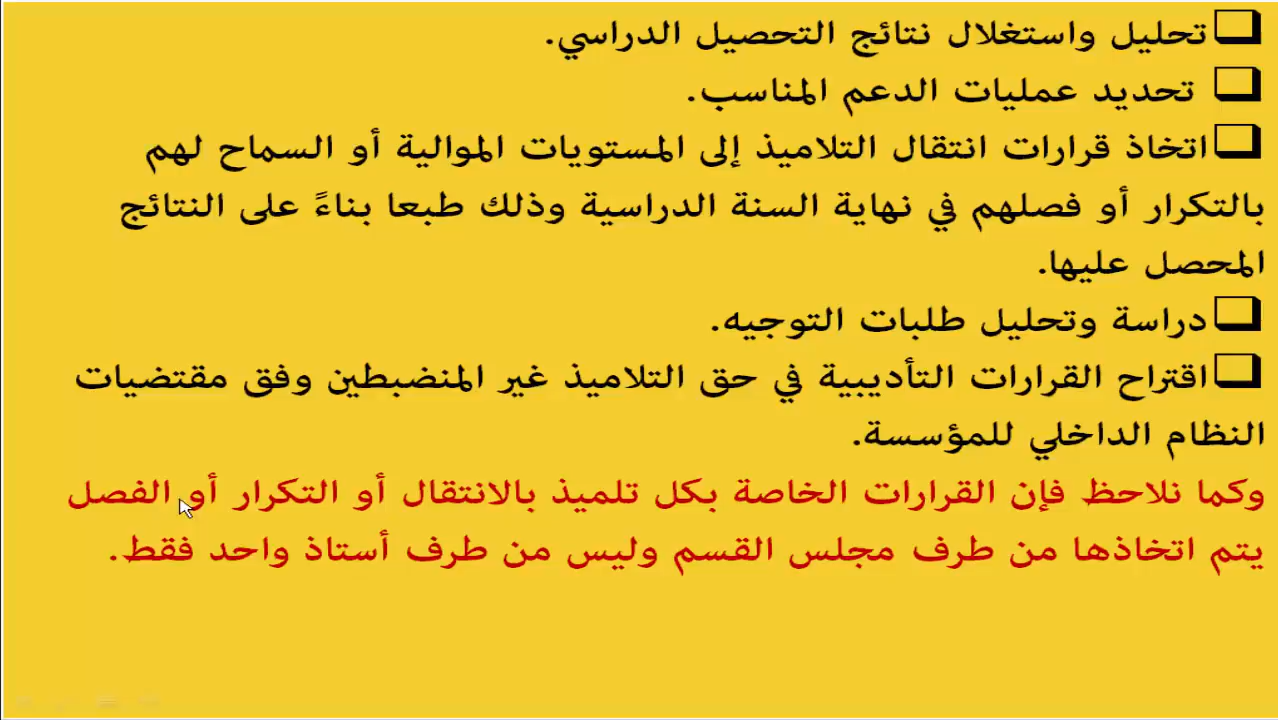 ❑تحليل واستغلال نتائج التحصيل الدراسي.
❑ تحديد عمليات الدعم المناسب.
❑اتخاذ قرارات انتقال التلاميذ إلى المستويات الموالية أو السماح لهم
بالتكرار أو فصلهم في نهاية السنة الدراسية وذلك طبعا بناءً على النتائج
المحصل عليها.
❑دراسة وتحليل طلبات التوجيه.
❑اقتراح القرارات التأديبية في حق التلاميذ غير المنضبطين وفق مقتضيات
النظام الداخلي للمؤسسة.
وكما نلاحظ فإن القرارات الخاصة بكل تلميذ بالانتقال أو التكرار أو الفصل
يتم اتخاذها من طرف مجلس القسم وليس من طرف أستاذ واحد فقط.